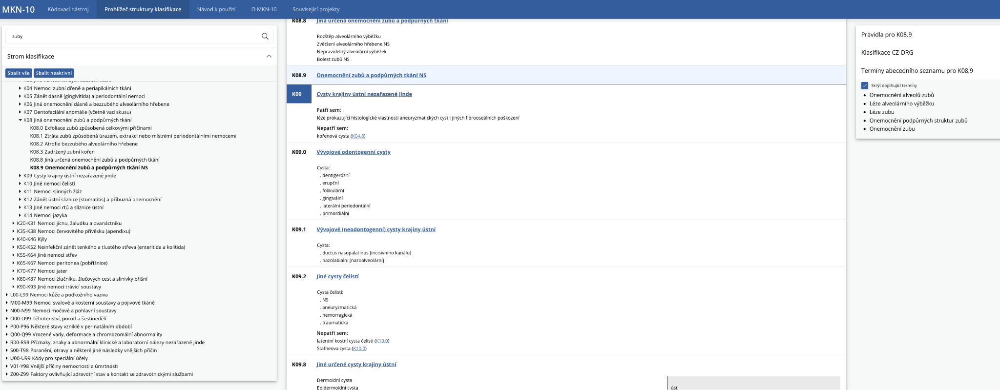 MKN-10 Kódovací nástroj Prohlížeč struktury klasifikace Návod k použití O MKN-10 Související projekty
zuby
Strom klasifikace
Sbalit vše Sbalit neaktivní
K04 Nemoci zubní dřeně a periapikálních tkání
K05 Zánět dásně (gingivitida) a periodontální nemoci
K06 Jiná onemocnění dásně a bezzubého alveolárního hřebene
K07 Dentofaciální anomálie (včetně vad skusu)
K08 Jiná onemocnění zubů a podpůrných tkání
K08.0 Exfoliace zubů způsobená celkovými příčinami
K08.1 Ztráta zubů způsobená úrazem, extrakcí nebo místními periodontálními nemocemi
K08.2 Atrofie bezzubého alveolárního hřebene
K08.3 Zadržený zubní kořen
K08.8 Jiná určená onemocnění zubů a podpůrných tkání
K08.9 Onemocnění zubů a podpůrných tkání NS
K09 Cysty krajiny ústní nezařazené jinde
K10 Jiné nemoci čelistí
K11 Nemoci slinných žláz
K12 Zánět ústní sliznice [stomatitis] a příbuzná onemocnění
K13 Jiné nemoci rtů a sliznice ústní
K14 Nemoci jazyka
K20-K31 Nemoci jícnu, žaludku a dvanáctníku
K35-K38 Nemoci červovitého přívěsku (apendixu)
K40-K46 Kýly
K50-K52 Neinfekční zánět tenkého a tlustého střeva (enteritida a kolitida)
K55-K64 Jiné nemoci střev
K65-K67 Nemoci peritonea (pobřišnice)
K70-K77 Nemoci jater
K80-K87 Nemoci žlučníku, žlučových cest a slinivky břišní
K90-K93 Jiné nemoci trávicí soustavy
L00-L99 Nemoci kůže a podkožního vaziva
M00-M99 Nemoci svalové a kosterní soustavy a pojivové tkáně
N00-N99 Nemoci močové a pohlavní soustavy
O00-O99 Těhotenství, porod a šestinedělí
P00-P96 Některé stavy vzniklé v perinatálním období
Q00-Q99 Vrozené vady, deformace a chromozomální abnormality
R00-R99 Příznaky, znaky a abnormální klinické a laboratorní nálezy nezařazené jinde
S00-T98 Poranění, otravy a některé jiné následky vnějších příčin
U00-U99 Kódy pro speciální účely
V01-Y98 Vnější příčiny nemocnosti a úmrtnosti
Z00-Z99 Faktory ovlivňující zdravotní stav a kontakt se zdravotnickými službami
K08.8 Jiná určená onemocnění zubů a podpůrných tkání
Rozštěp alveolárního výběžku
Zvětšení alveolárního hřebene NS
Nepravidelný alveolární výběžek
Bolest zubů NS
K08.9 Onemocnění zubů a podpůrných tkání NS
K09 Cysty krajiny ústní nezařazené jinde
Patří sem:
léze prokazující histologické vlastnosti aneuryzmatických cyst i jiných fibrooseálních poškození
Nepatří sem:
kořenová cysta (K04.8)
K09.0 Vývojové odontogenní cysty
Cysta:
. dentigerózní
. erupční
. folikulární
. gingivální
. laterální periodontální
. primordiální
K09.1 Vývojové (neodontogenní) cysty krajiny ústní
Cysta:
. ductus nasopalatinus [incisivního kanálu]
. nazolabiální [nazoalveolární]
K09.2 Jiné cysty čelistí
Cysta čelisti:
. NS
. aneuryzmatická
. hemorragická
. traumatická
Nepatří sem:
latentní kostní cysta čelisti (K10.0)
Stafneova cysta (K10.0)
K09.8 Jiné určené cysty krajiny ústní
Dermoidní cysta
Epidermoidní cysta
úst
Pravidla pro K08.9
Klasifikace CZ-DRG
Termíny abecedního seznamu pro K08.9
Skrýt doplňující termíny
• Onemocnění alveolů zubů
• Léze alveolárního výběžku
• Léze zubu
• Onemocnění podpůrných struktur zubů
• Onemocnění zubu